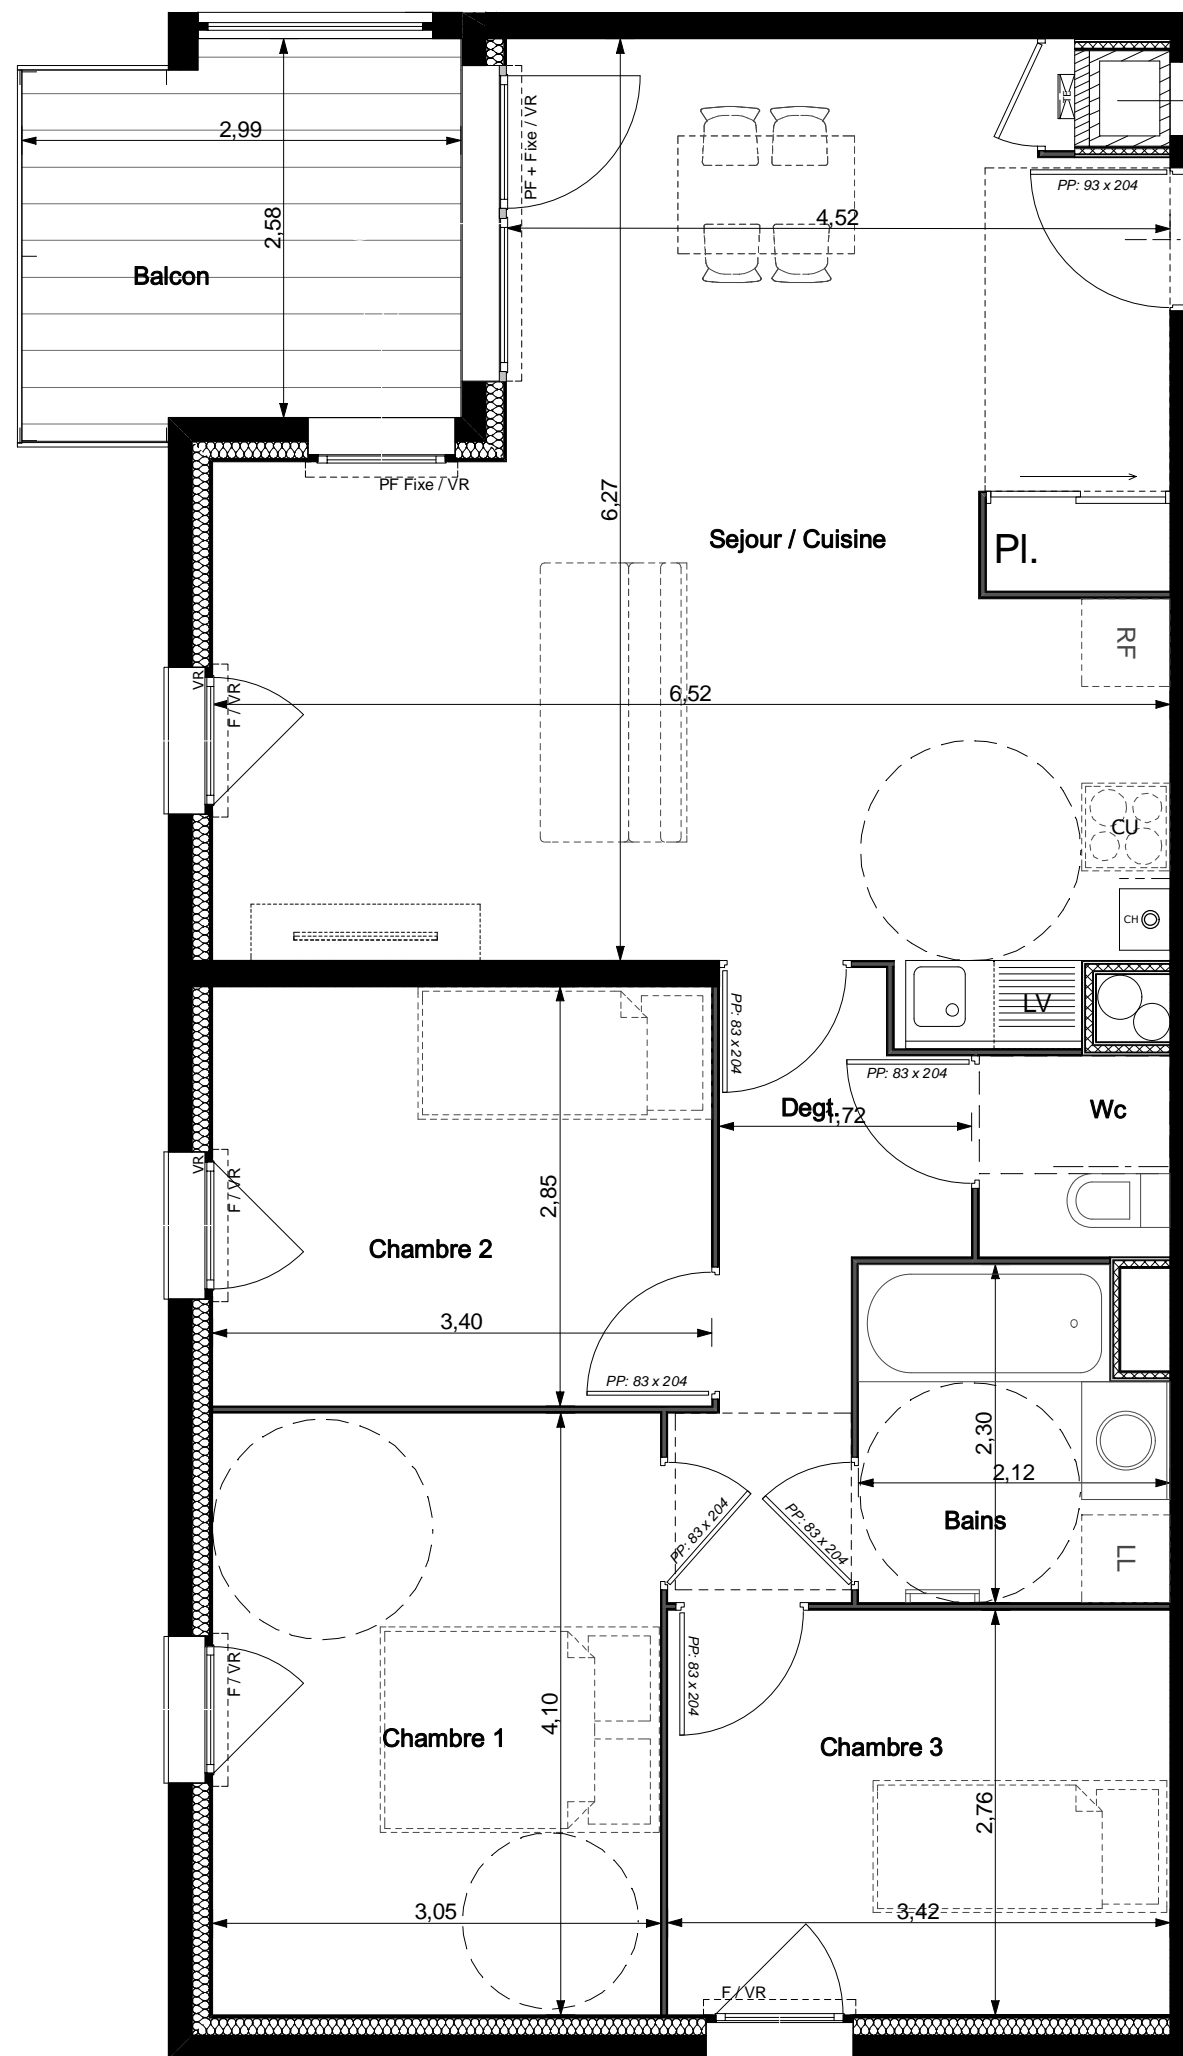 2,99
2,58
Balcon
PF + Fixe / VR
4,52
PP: 93 x 204
PF Fixe / VR
6,27
Sejour / Cuisine
Pl.
RF
VR
F / VR
6,52
CU
CH
LV
PP: 83 x 204
PP: 83 x 204
Degt.
1,72
Wc
VR
F / VR
2,85
Chambre 2
3,40
PP: 83 x 204
2,30
2,12
Bains
LL
PP: 83 x 204
PP: 83 x 204
PP: 83 x 204
F / VR
4,10
Chambre 1
Chambre 3
2,76
3,05
3,42
F / VR